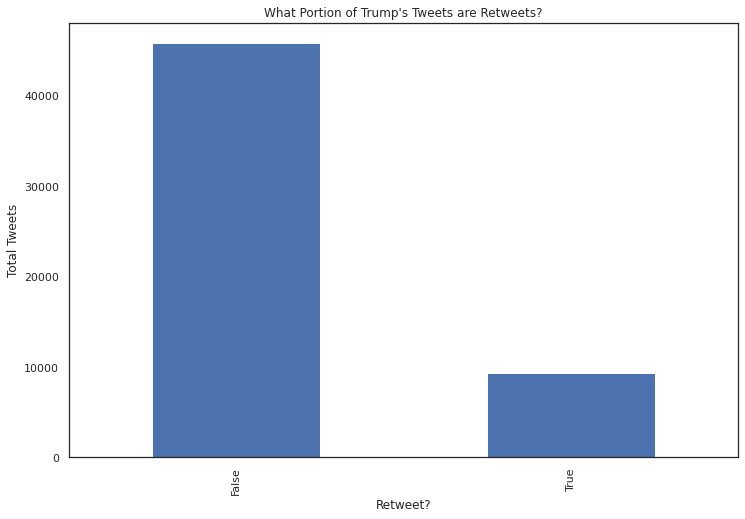 What Portion of Trump's Tweets are Retweets?
Total Tweets
40000
30000
20000
10000
0
False
True
Retweet?